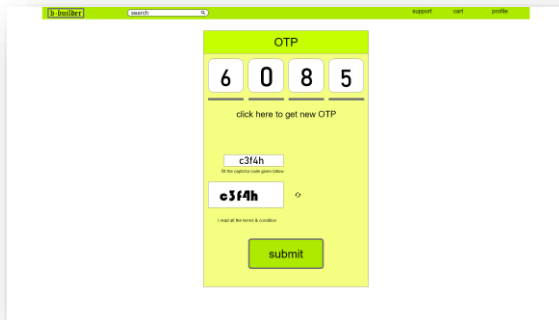 b-builder search support cart profile
OTP
6 0 8 5
click here to get new OTP
c3f4h
fill the captcha code given follow
c3f4h
I read all the terms & condition
submit